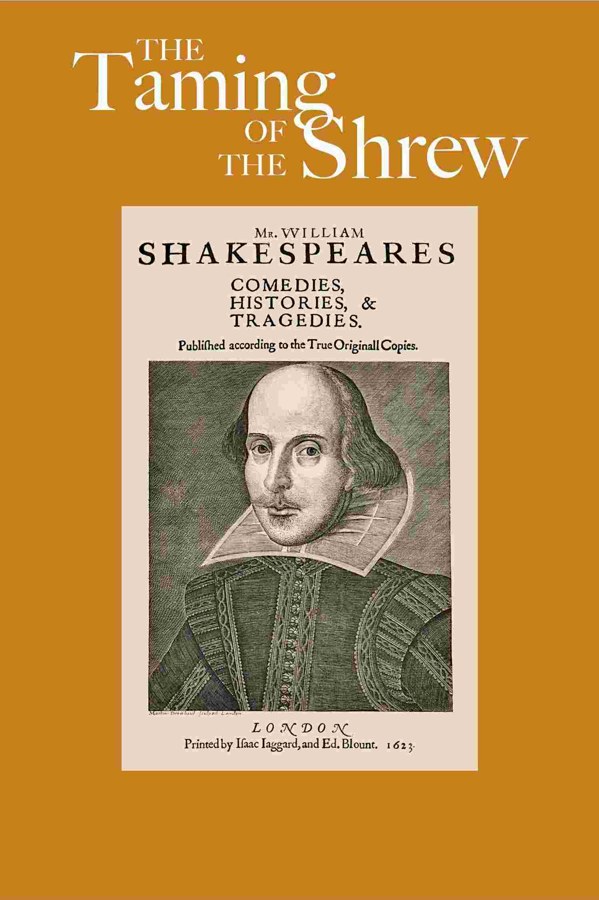 THE
Taming
OF
THE Shrew
Mr. WILLIAM
SHAKESPEARES
COMEDIES,
HISTORIES, &
TRAGEDIES.
Publiſhed according to the True Originall Copies.
LONDON
Printed by Iſaac Iaggard, and Ed. Blount. 1623.